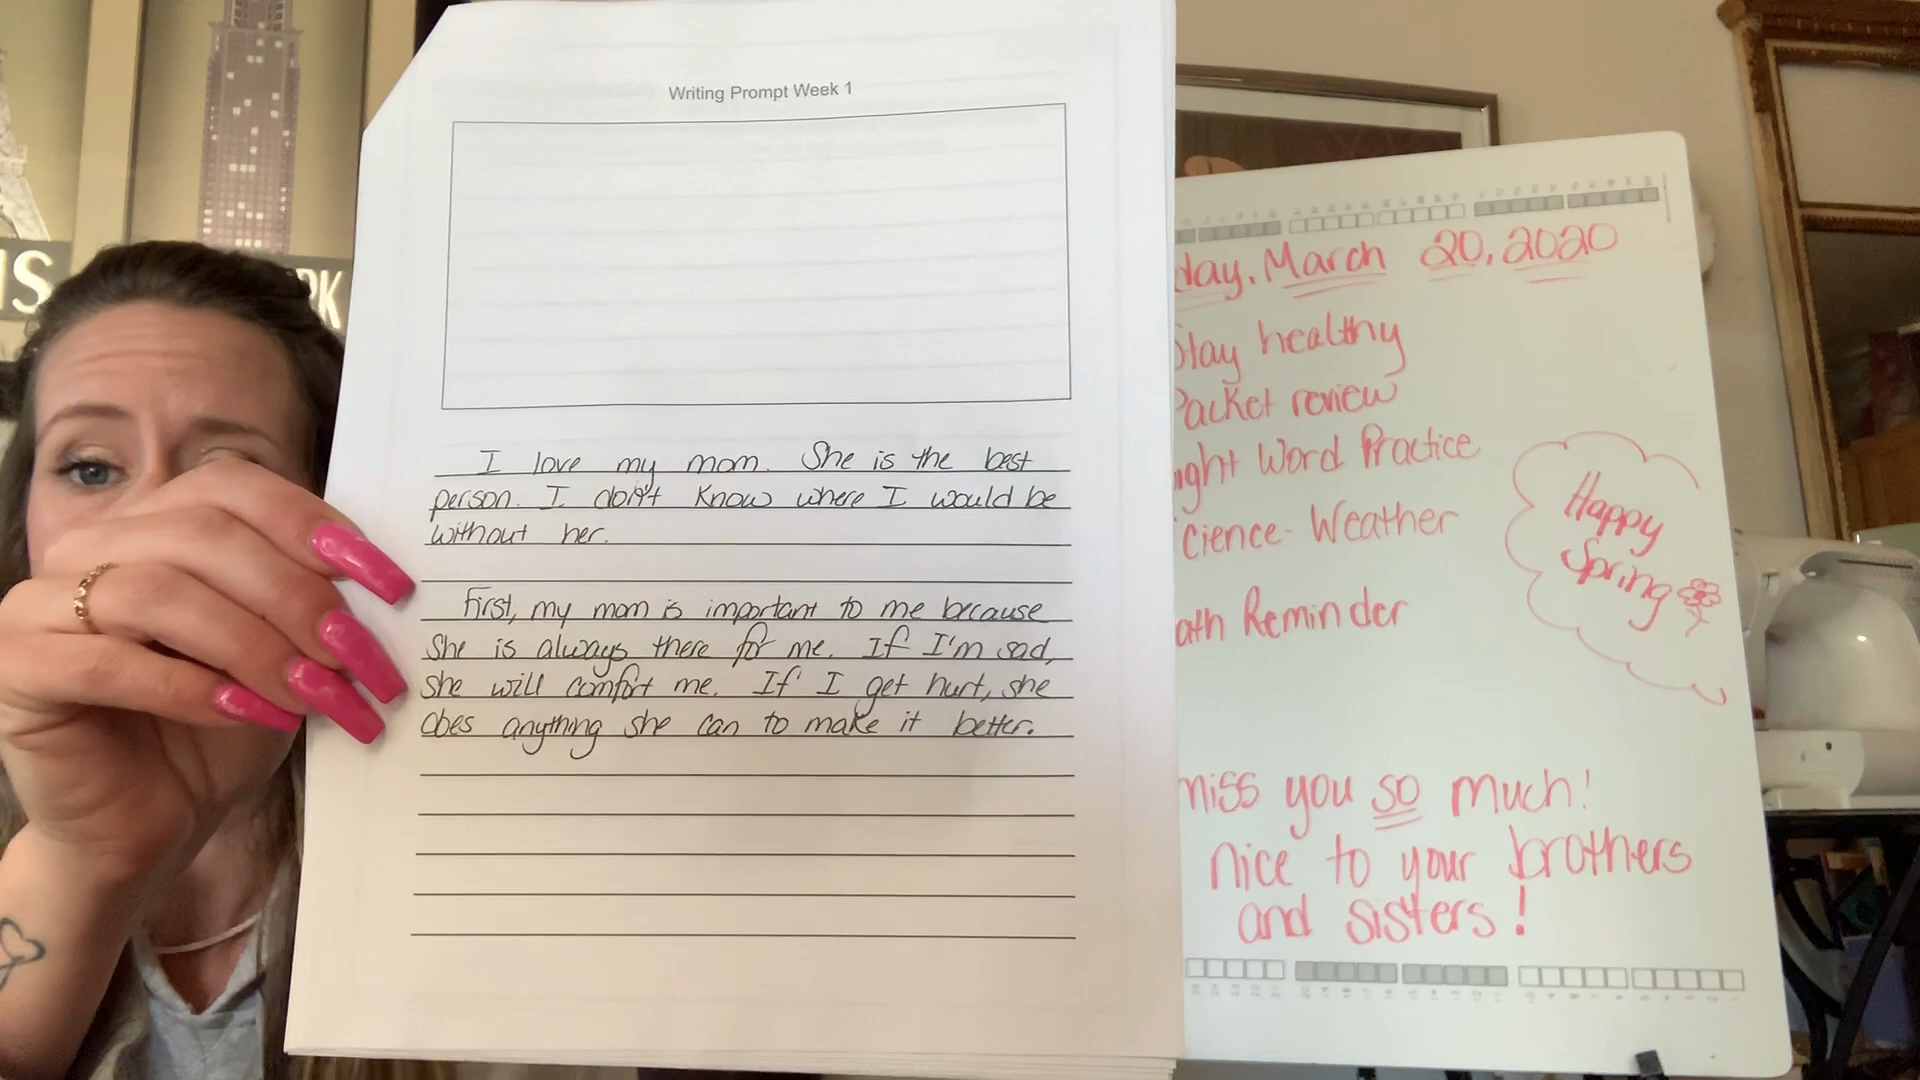 Writing Prompt Week 1
I love my mom. She is the best
person. I don't know where I would be
without her.
First, my mom is important to me because
she is always there for me. If I'm sad,
she will comfort me. If I get hurt, she
does anything she can to make it better.
day, March 20, 2020
Stay healthy
Packet review
ight Word Practice
cience - Weather
ath Reminder
Happy
Spring
miss you so much!
nice to your brothers
and sisters!
IS
RK